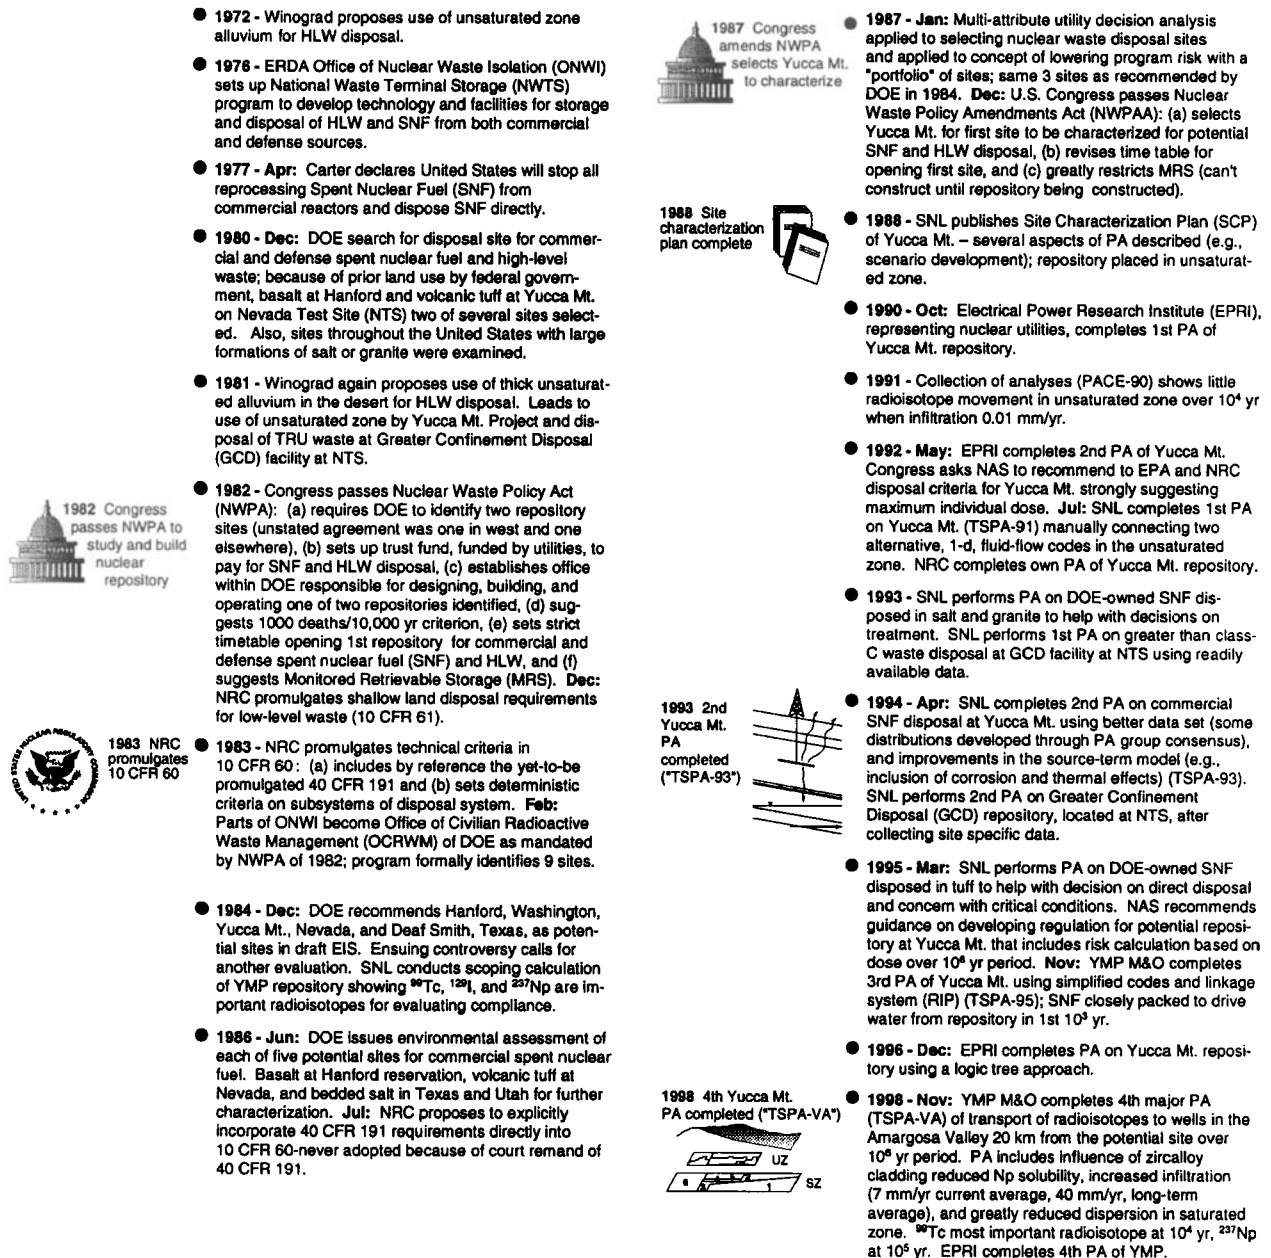 1972 - Winograd proposes use of unsaturated zone
alluvium for HLW disposal.
1976 - ERDA Office of Nuclear Waste Isolation (ONWI)
sets up National Waste Terminal Storage (NWTS)
program to develop technology and facilities for storage
and disposal of HLW and SNF from both commercial
and defense sources.
1977 - Apr: Carter declares United States will stop all
reprocessing Spent Nuclear Fuel (SNF) from
commercial reactors and dispose SNF directly.
1980 - Dec: DOE search for disposal site for commer-
cial and defense spent nuclear fuel and high-level
waste; because of prior land use by federal govern-
ment, basalt at Hanford and volcanic tuff at Yucca Mt.
on Nevada Test Site (NTS) two of several sites select-
ed. Also, sites throughout the United States with large
formations of salt or granite were examined.
1981 - Winograd again proposes use of thick unsaturat-
ed alluvium in the desert for HLW disposal. Leads to
use of unsaturated zone by Yucca Mt. Project and dis-
posal of TRU waste at Greater Confinement Disposal
(GCD) facility at NTS.
1982 Congress
passes NWPA to
study and build
nuclear
repository
1982 - Congress passes Nuclear Waste Policy Act
(NWPA): (a) requires DOE to identify two repository
sites (unstated agreement was one in west and one
elsewhere), (b) sets up trust fund, funded by utilities, to
pay for SNF and HLW disposal, (c) establishes office
within DOE responsible for designing, building, and
operating one of two repositories identified, (d) sug-
gests 1000 deaths/10,000 yr criterion, (e) sets strict
timetable opening 1st repository for commercial and
defense spent nuclear fuel (SNF) and HLW, and (f)
suggests Monitored Retrievable Storage (MRS). Dec:
NRC promulgates shallow land disposal requirements
for low-level waste (10 CFR 61).
UNITED STATES NUCLEAR REGULATORY COMMISSION
1983 NRC
promulgates
10 CFR 60
1983 - NRC promulgates technical criteria in
10 CFR 60: (a) includes by reference the yet-to-be
promulgated 40 CFR 191 and (b) sets deterministic
criteria on subsystems of disposal system. Feb:
Parts of ONWI become Office of Civilian Radioactive
Waste Management (OCRWM) of DOE as mandated
by NWPA of 1982; program formally identifies 9 sites.
1984 - Dec: DOE recommends Hanford, Washington,
Yucca Mt., Nevada, and Deaf Smith, Texas, as poten-
tial sites in draft EIS. Ensuing controversy calls for
another evaluation. SNL conducts scoping calculation
of YMP repository showing ⁹⁹Tc, ¹²⁹I, and ²³⁷Np are im-
portant radioisotopes for evaluating compliance.
1986 - Jun: DOE issues environmental assessment of
each of five potential sites for commercial spent nuclear
fuel. Basalt at Hanford reservation, volcanic tuff at
Nevada, and bedded salt in Texas and Utah for further
characterization. Jul: NRC proposes to explicitly
incorporate 40 CFR 191 requirements directly into
10 CFR 60-never adopted because of court remand of
40 CFR 191.
1987 Congress
amends NWPA
selects Yucca Mt.
to characterize
1987 - Jan: Multi-attribute utility decision analysis
applied to selecting nuclear waste disposal sites
and applied to concept of lowering program risk with a
"portfolio" of sites; same 3 sites as recommended by
DOE in 1984. Dec: U.S. Congress passes Nuclear
Waste Policy Amendments Act (NWPAA): (a) selects
Yucca Mt. for first site to be characterized for potential
SNF and HLW disposal, (b) revises time table for
opening first site, and (c) greatly restricts MRS (can't
construct until repository being constructed).
1988 Site
characterization
plan complete
1988 - SNL publishes Site Characterization Plan (SCP)
of Yucca Mt. – several aspects of PA described (e.g.,
scenario development); repository placed in unsaturat-
ed zone.
1990 - Oct: Electrical Power Research Institute (EPRI),
representing nuclear utilities, completes 1st PA of
Yucca Mt. repository.
1991 - Collection of analyses (PACE-90) shows little
radioisotope movement in unsaturated zone over 10⁴ yr
when infiltration 0.01 mm/yr.
1992 - May: EPRI completes 2nd PA of Yucca Mt.
Congress asks NAS to recommend to EPA and NRC
disposal criteria for Yucca Mt. strongly suggesting
maximum individual dose. Jul: SNL completes 1st PA
on Yucca Mt. (TSPA-91) manually connecting two
alternative, 1-d, fluid-flow codes in the unsaturated
zone. NRC completes own PA of Yucca Mt. repository.
1993 - SNL performs PA on DOE-owned SNF dis-
posed in salt and granite to help with decisions on
treatment. SNL performs 1st PA on greater than class-
C waste disposal at GCD facility at NTS using readily
available data.
1993 2nd
Yucca Mt.
PA
completed
("TSPA-93")
1994 - Apr: SNL completes 2nd PA on commercial
SNF disposal at Yucca Mt. using better data set (some
distributions developed through PA group consensus),
and improvements in the source-term model (e.g.,
inclusion of corrosion and thermal effects) (TSPA-93).
SNL performs 2nd PA on Greater Confinement
Disposal (GCD) repository, located at NTS, after
collecting site specific data.
1995 - Mar: SNL performs PA on DOE-owned SNF
disposed in tuff to help with decision on direct disposal
and concern with critical conditions. NAS recommends
guidance on developing regulation for potential reposi-
tory at Yucca Mt. that includes risk calculation based on
dose over 10⁶ yr period. Nov: YMP M&O completes
3rd PA of Yucca Mt. using simplified codes and linkage
system (RIP) (TSPA-95); SNF closely packed to drive
water from repository in 1st 10³ yr.
1996 - Dec: EPRI completes PA on Yucca Mt. reposi-
tory using a logic tree approach.
1998 4th Yucca Mt.
PA completed ("TSPA-VA")
UZ
SZ
1998 - Nov: YMP M&O completes 4th major PA
(TSPA-VA) of transport of radioisotopes to wells in the
Amargosa Valley 20 km from the potential site over
10⁶ yr period. PA includes influence of zircalloy
cladding reduced Np solubility, increased infiltration
(7 mm/yr current average, 40 mm/yr, long-term
average), and greatly reduced dispersion in saturated
zone. ⁹⁹Tc most important radioisotope at 10⁴ yr, ²³⁷Np
at 10⁵ yr. EPRI completes 4th PA of YMP.